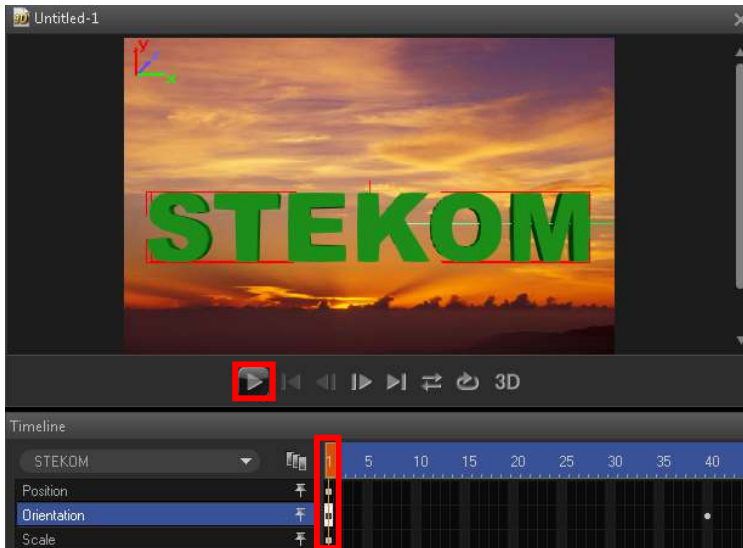 Untitled-1
y
x
STEKOM
3D
Timeline
STEKOM 1 5 10 15 20 25 30 35 40
Position
Orientation
Scale